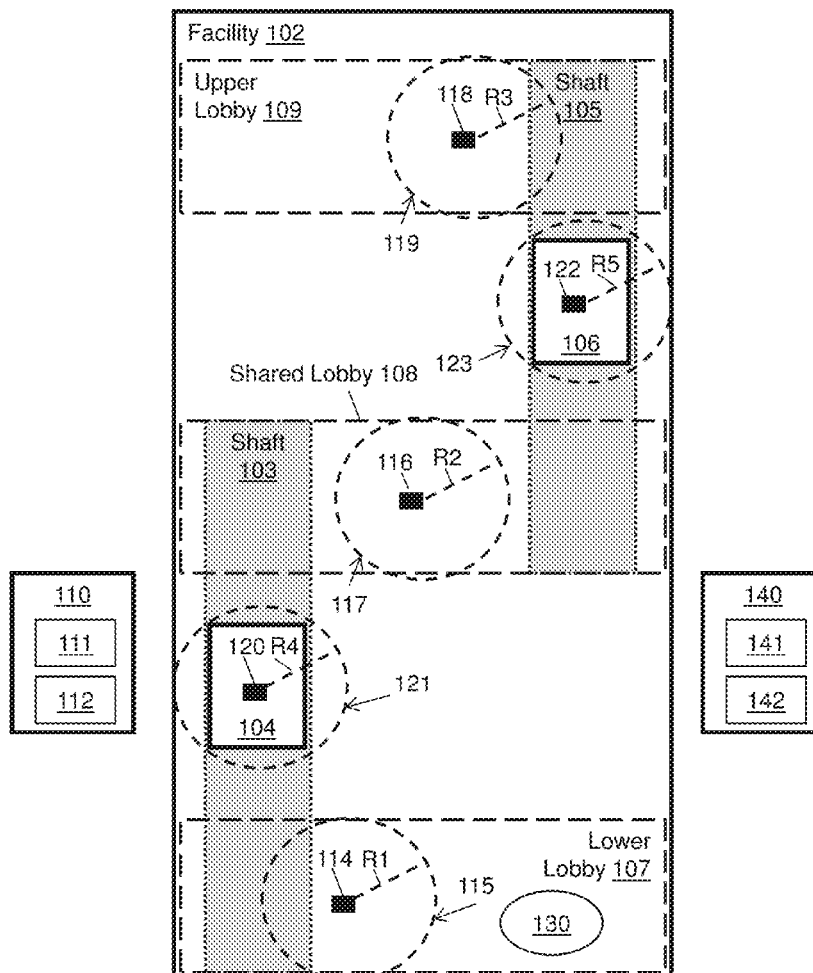 Facility 102
Upper
Lobby 109
118
R3
Shaft
105
119
122
R5
106
123
Shared Lobby 108
Shaft
103
116
R2
117
110
111
112
120
R4
104
121
140
141
142
Lower
Lobby 107
114
R1
115
130